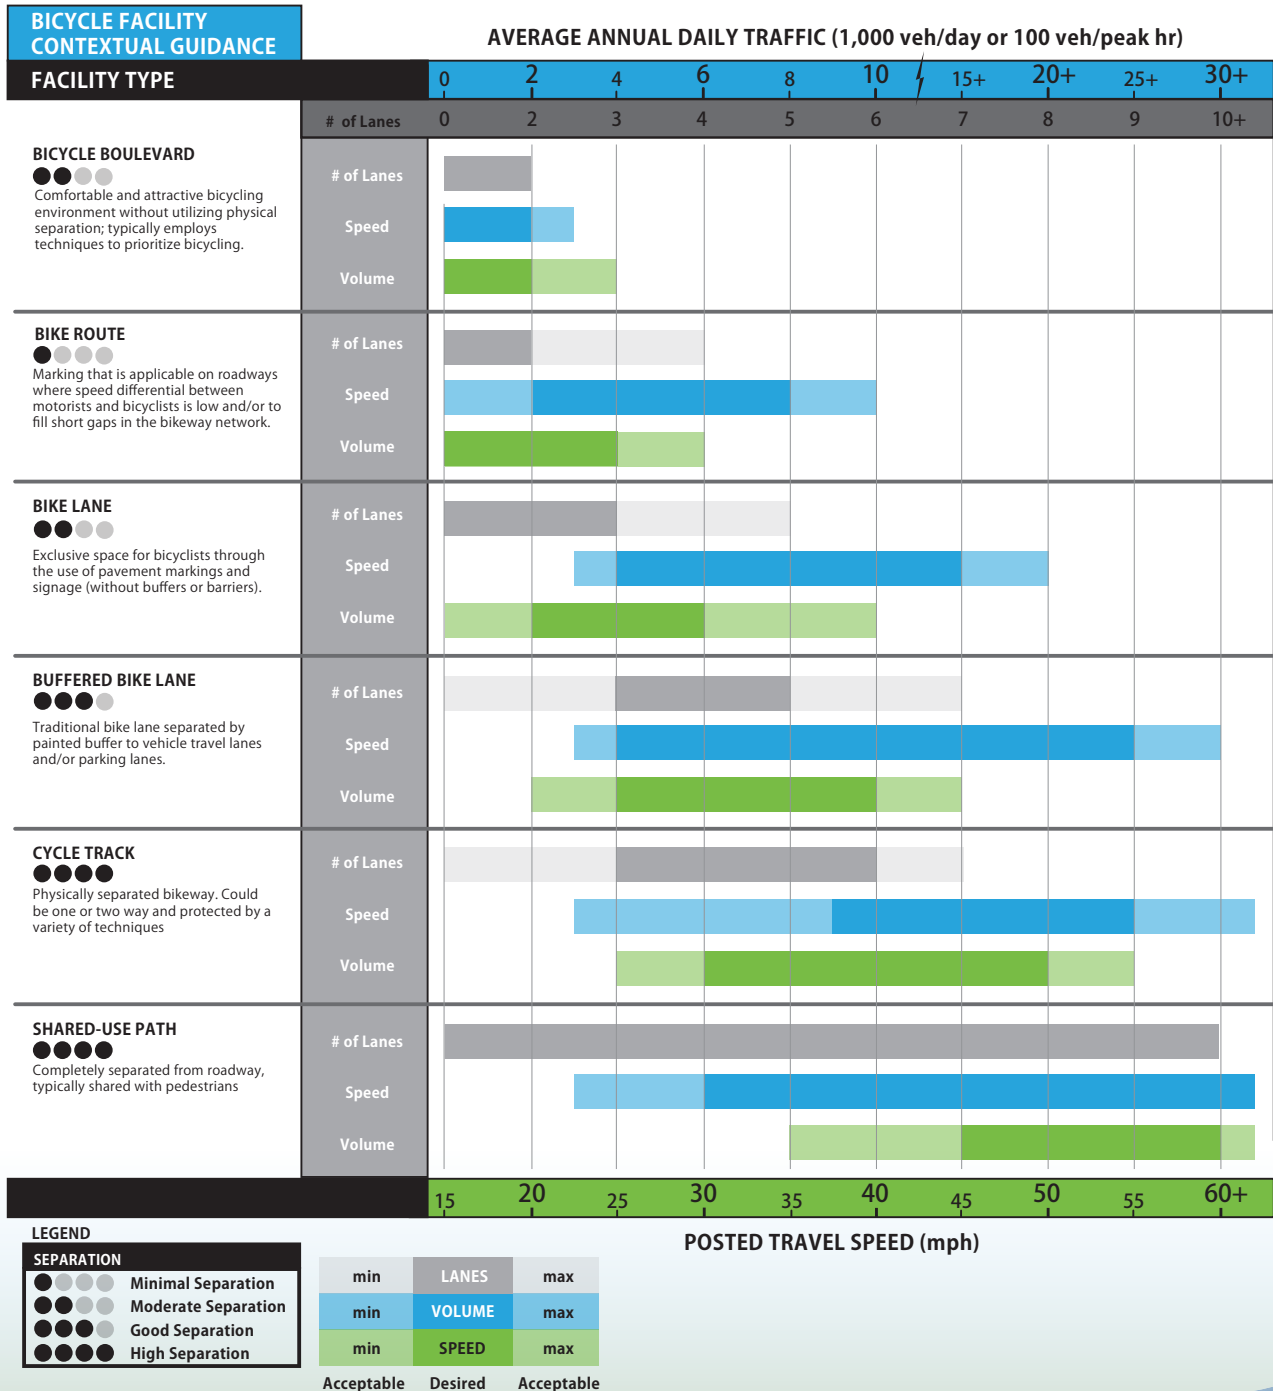 BICYCLE FACILITY
CONTEXTUAL GUIDANCE
AVERAGE ANNUAL DAILY TRAFFIC (1,000 veh/day or 100 veh/peak hr)
FACILITY TYPE
0 2 4 6 8 10 15+ 20+ 25+ 30+
# of Lanes 0 2 3 4 5 6 7 8 9 10+
BICYCLE BOULEVARD
Comfortable and attractive bicycling
environment without utilizing physical
separation; typically employs
techniques to prioritize bicycling.
# of Lanes
Speed
Volume
BIKE ROUTE
Marking that is applicable on roadways
where speed differential between
motorists and bicyclists is low and/or to
fill short gaps in the bikeway network.
# of Lanes
Speed
Volume
BIKE LANE
Exclusive space for bicyclists through
the use of pavement markings and
signage (without buffers or barriers).
# of Lanes
Speed
Volume
BUFFERED BIKE LANE
Traditional bike lane separated by
painted buffer to vehicle travel lanes
and/or parking lanes.
# of Lanes
Speed
Volume
CYCLE TRACK
Physically separated bikeway. Could
be one or two way and protected by a
variety of techniques
# of Lanes
Speed
Volume
SHARED-USE PATH
Completely separated from roadway,
typically shared with pedestrians
# of Lanes
Speed
Volume
15 20 25 30 35 40 45 50 55 60+
POSTED TRAVEL SPEED (mph)
LEGEND
SEPARATION
Minimal Separation
Moderate Separation
Good Separation
High Separation
min LANES max
min VOLUME max
min SPEED max
Acceptable Desired Acceptable